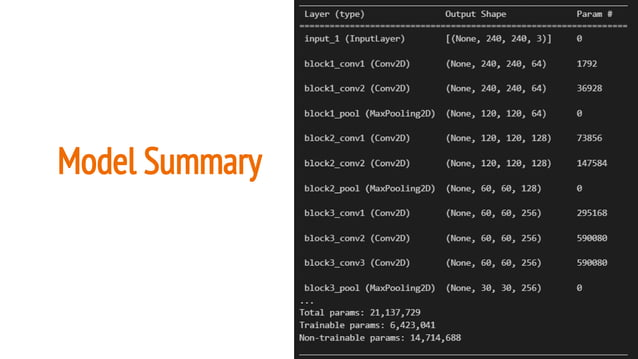 Model Summary
Layer (type) Output Shape Param #
input_1 (InputLayer) [(None, 240, 240, 3)] 0
block1_conv1 (Conv2D) (None, 240, 240, 64) 1792
block1_conv2 (Conv2D) (None, 240, 240, 64) 36928
block1_pool (MaxPooling2D) (None, 120, 120, 64) 0
block2_conv1 (Conv2D) (None, 120, 120, 128) 73856
block2_conv2 (Conv2D) (None, 120, 120, 128) 147584
block2_pool (MaxPooling2D) (None, 60, 60, 128) 0
block3_conv1 (Conv2D) (None, 60, 60, 256) 295168
block3_conv2 (Conv2D) (None, 60, 60, 256) 590080
block3_conv3 (Conv2D) (None, 60, 60, 256) 590080
block3_pool (MaxPooling2D) (None, 30, 30, 256) 0
...
Total params: 21,137,729
Trainable params: 6,423,041
Non-trainable params: 14,714,688